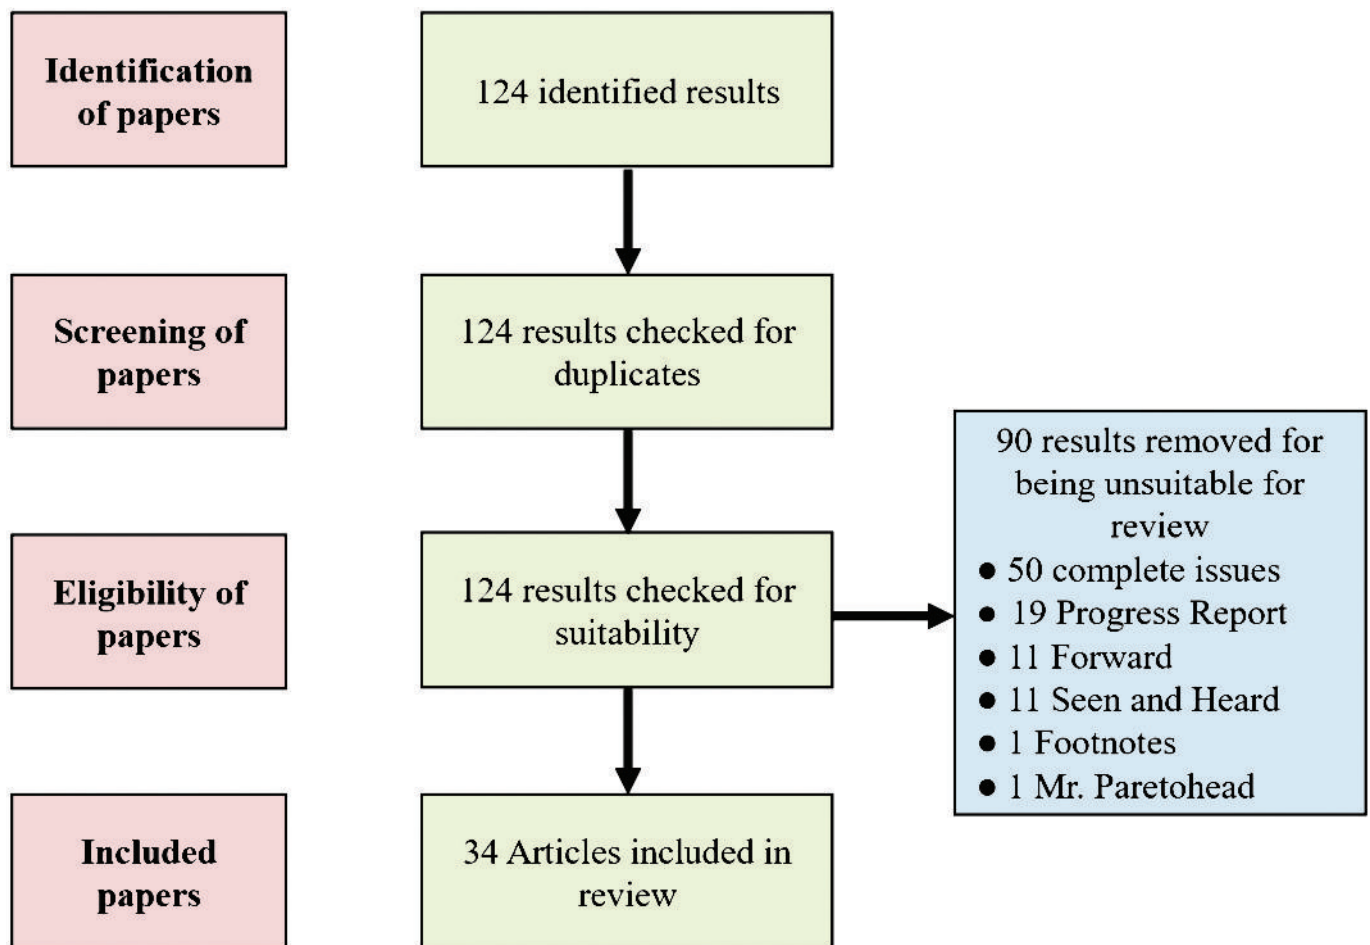 Identification
of papers
124 identified results
Screening of
papers
124 results checked for
duplicates
Eligibility of
papers
124 results checked for
suitability
90 results removed for
being unsuitable for
review
● 50 complete issues
● 19 Progress Report
● 11 Forward
● 11 Seen and Heard
● 1 Footnotes
● 1 Mr. Paretohead
Included
papers
34 Articles included in
review